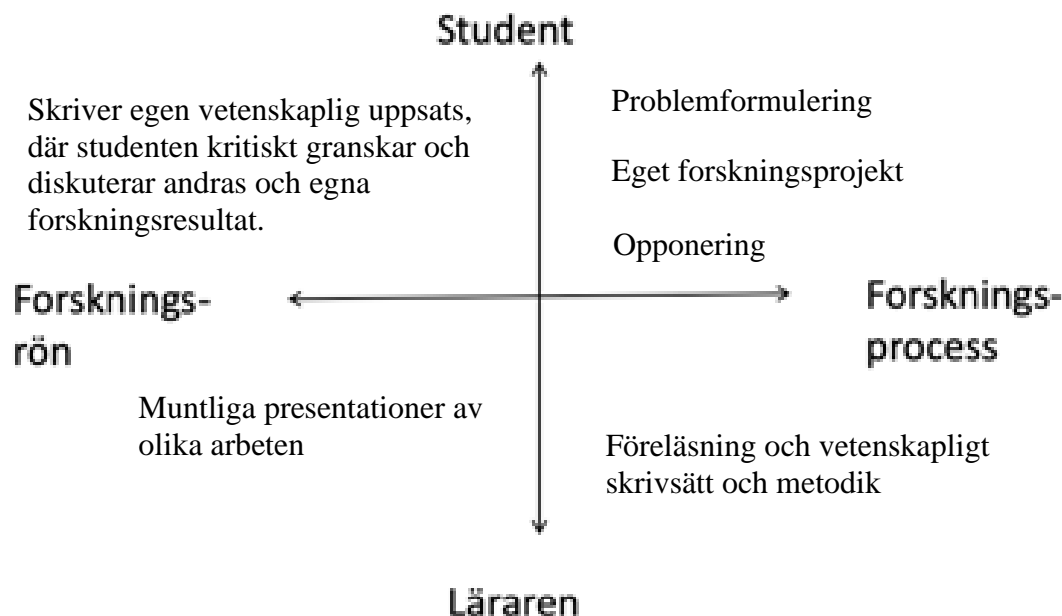 Student
Skriver egen vetenskaplig uppsats,
där studenten kritiskt granskar och
diskuterar andras och egna
forskningsresultat.
Problemformulering
Eget forskningsprojekt
Opponering
Forsknings-
rön
Forsknings-
process
Muntliga presentationer av
olika arbeten
Föreläsning och vetenskapligt
skrivsätt och metodik
Läraren